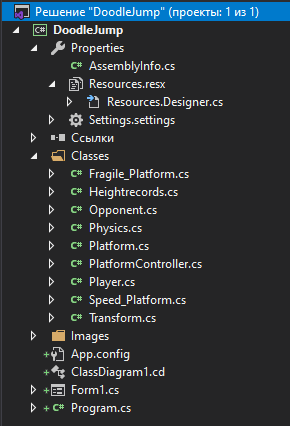 Решение "DoodleJump" (проекты: 1 из 1)
C# DoodleJump
Properties
C# AssemblyInfo.cs
Resources.resx
Resources.Designer.cs
Settings.settings
Ссылки
Classes
C# Fragile_Platform.cs
C# Heightrecords.cs
C# Opponent.cs
C# Physics.cs
C# Platform.cs
C# PlatformController.cs
C# Player.cs
C# Speed_Platform.cs
C# Transform.cs
Images
App.config
ClassDiagram1.cd
Form1.cs
C# Program.cs